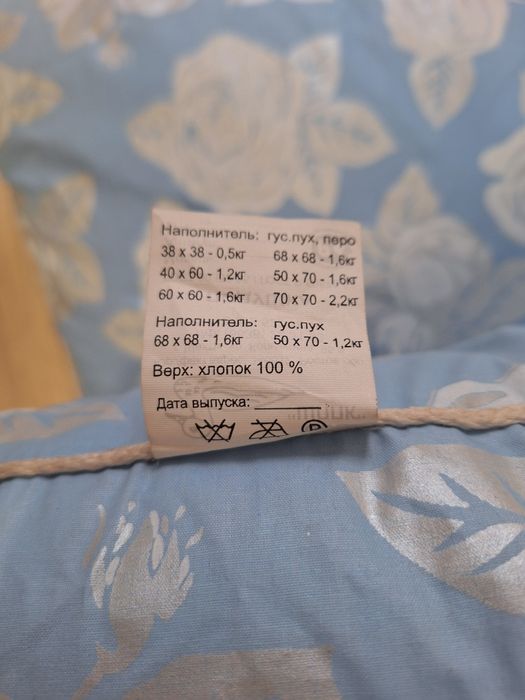 Наполнитель: гус.пух, перо
38 х 38 - 0,5кг 68 х 68 - 1,6кг
40 х 60 - 1,2кг 50 х 70 - 1,6кг
60 х 60 - 1,6кг 70 х 70 - 2,2кг
Наполнитель: гус.пух
68 х 68 - 1,6кг 50 х 70 - 1,2кг
Верх: хлопок 100 %
Дата выпуска: __________
P